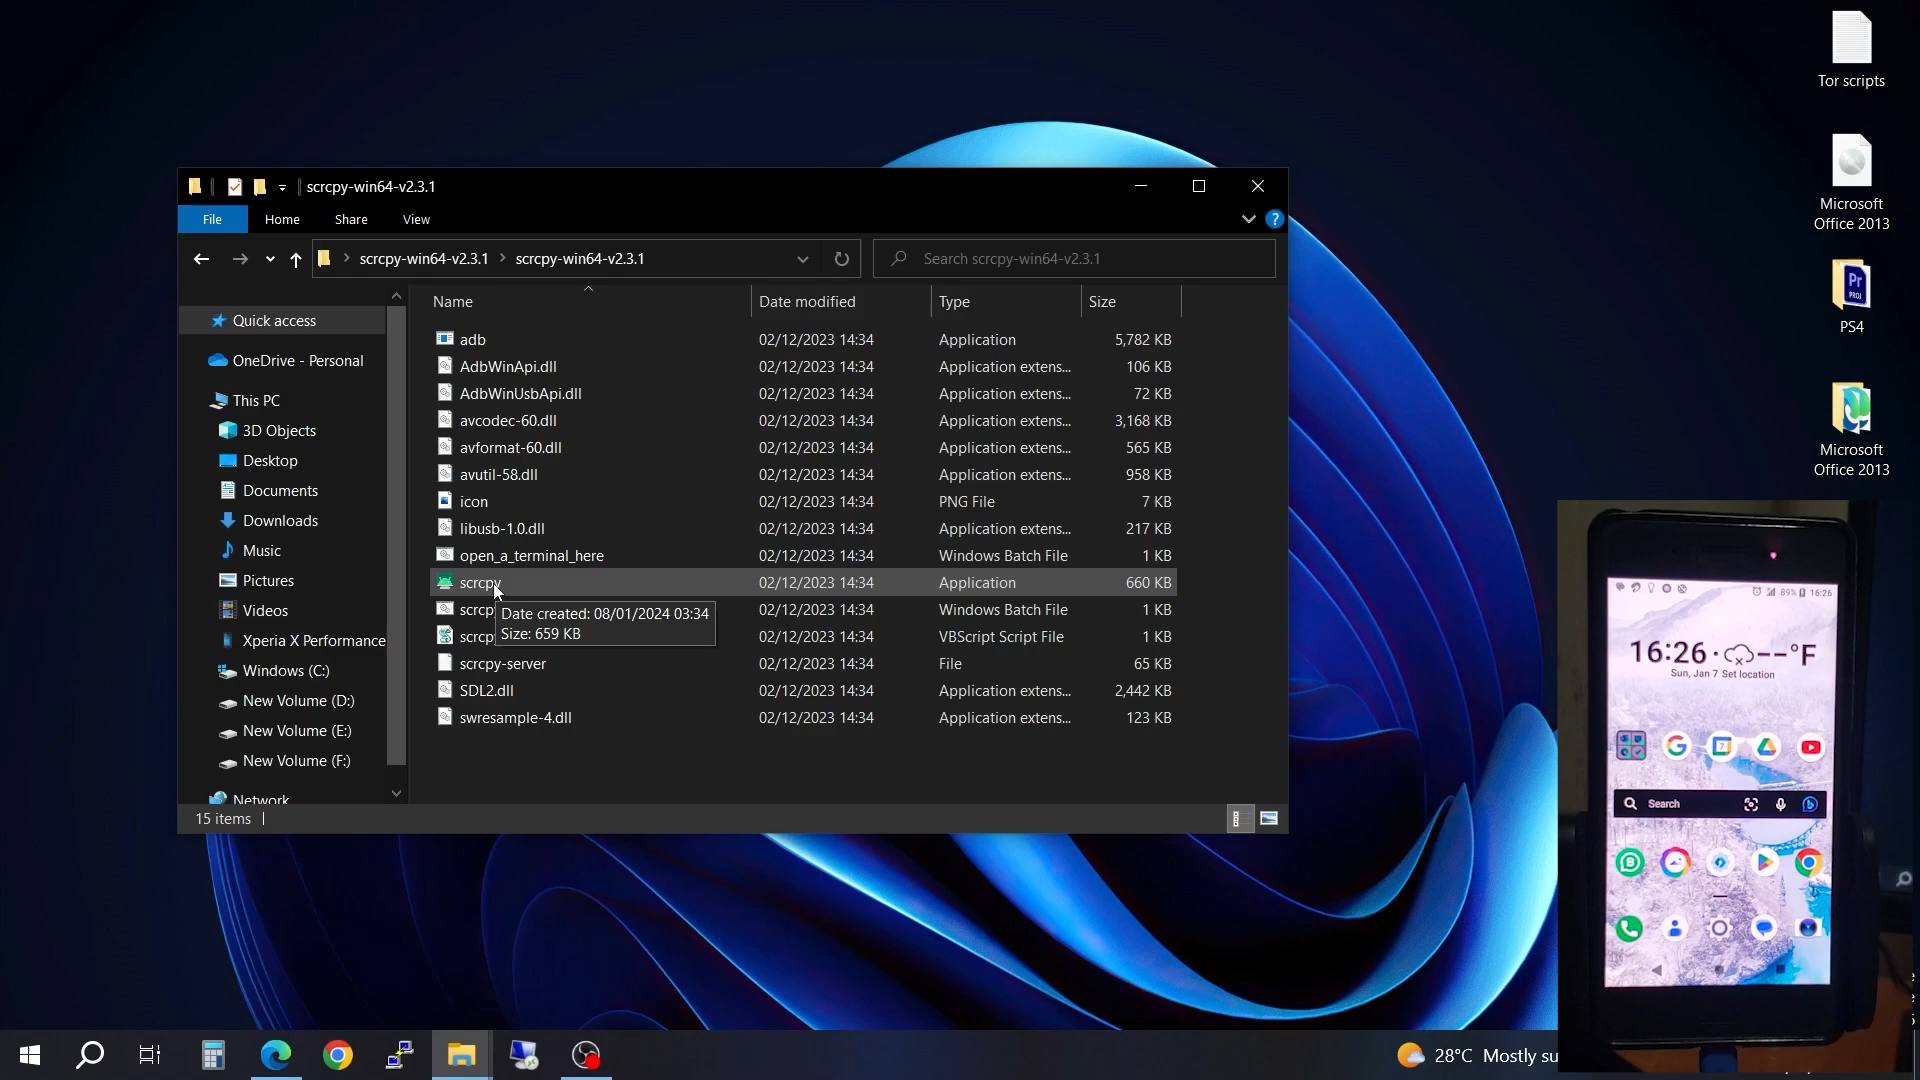 Tor scripts
Microsoft
Office 2013
PS4
Microsoft
Office 2013
scrcpy-win64-v2.3.1
File
Home
Share
View
scrcpy-win64-v2.3.1
scrcpy-win64-v2.3.1
Search scrcpy-win64-v2.3.1
Quick access
OneDrive - Personal
This PC
3D Objects
Desktop
Documents
Downloads
Music
Pictures
Videos
Xperia X Performance
Windows (C:)
New Volume (D:)
New Volume (E:)
New Volume (F:)
Network
Name Date modified Type Size
adb 02/12/2023 14:34 Application 5,782 KB
AdbWinApi.dll 02/12/2023 14:34 Application extens... 106 KB
AdbWinUsbApi.dll 02/12/2023 14:34 Application extens... 72 KB
avcodec-60.dll 02/12/2023 14:34 Application extens... 3,168 KB
avformat-60.dll 02/12/2023 14:34 Application extens... 565 KB
avutil-58.dll 02/12/2023 14:34 Application extens... 958 KB
icon 02/12/2023 14:34 PNG File 7 KB
libusb-1.0.dll 02/12/2023 14:34 Application extens... 217 KB
open_a_terminal_here 02/12/2023 14:34 Windows Batch File 1 KB
scrcpy 02/12/2023 14:34 Application 660 KB
scrcp 02/12/2023 14:34 Windows Batch File 1 KB
scrcp 02/12/2023 14:34 VBScript Script File 1 KB
Date created: 08/01/2024 03:34
Size: 659 KB
scrcpy-server 02/12/2023 14:34 File 65 KB
SDL2.dll 02/12/2023 14:34 Application extens... 2,442 KB
swresample-4.dll 02/12/2023 14:34 Application extens... 123 KB
15 items
89% 16:26
16:26 · --°F
Sun, Jan 7 Set location
Search
28°C Mostly su